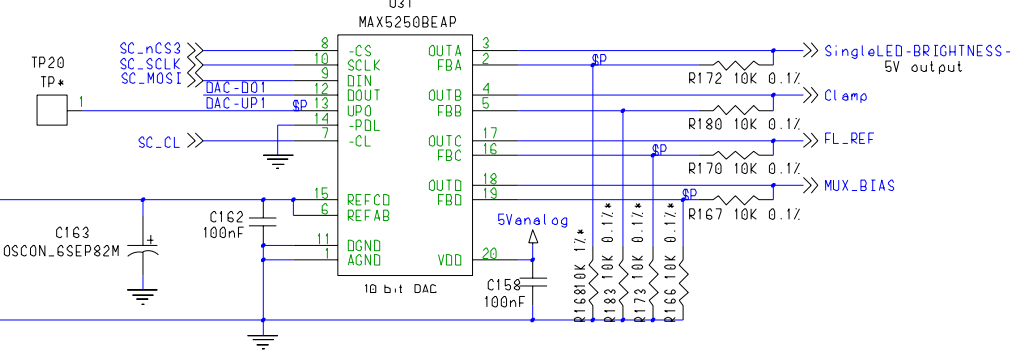 U31
MAX5250BEAP
SC_nCS3
SC_SCLK
SC_MOSI
DAC-DO1
DAC-UP1
SC_CL
TP20
TP*
1
$P
8
10
9
12
13
14
7
15
6
11
1
-CS
SCLK
DIN
DOUT
UPO
-PDL
-CL
REFCD
REFAB
DGND
AGND
OUTA
FBA
OUTB
FBB
OUTC
FBC
OUTD
FBD
VDD
3
2
4
5
17
16
18
19
20
10 bit DAC
$P
$P
$P
SingleLED-BRIGHTNESS-
5V output
R172 10K 0.1%
Clamp
R180 10K 0.1%
FL_REF
R170 10K 0.1%
MUX_BIAS
R167 10K 0.1%
C163
OSCON_6SEP82M
+
C162
100nF
5Vanalog
C158
100nF
R168 10K 1%*
R183 10K 0.1%*
R173 10K 0.1%*
R166 10K 0.1%*